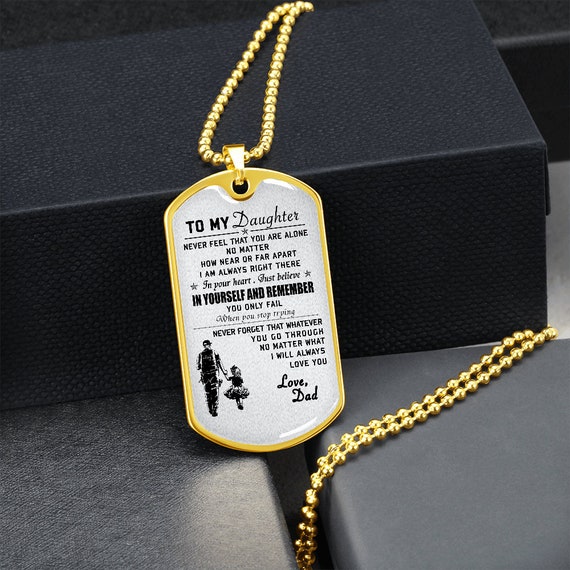 TO MY Daughter
NEVER FEEL THAT YOU ARE ALONE
NO MATTER
HOW NEAR OR FAR APART
I AM ALWAYS RIGHT THERE
In your heart . Just believe
IN YOURSELF AND REMEMBER
YOU ONLY FAIL
When you stop trying
NEVER FORGET THAT WHATEVER
YOU GO THROUGH
NO MATTER WHAT
I WILL ALWAYS
LOVE YOU
Love,
Dad